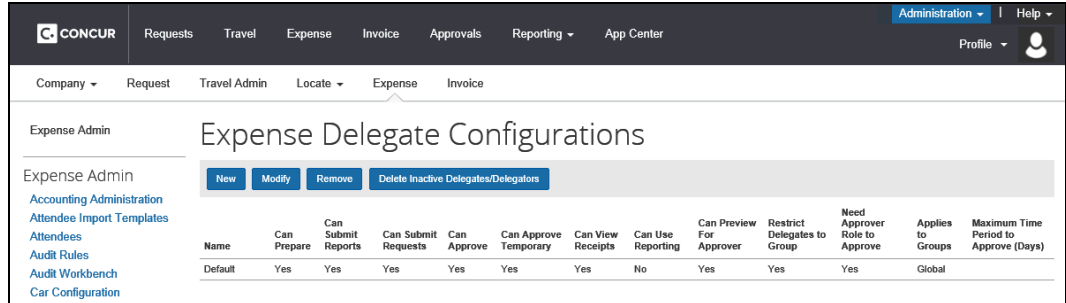 Administration | Help
C. CONCUR Requests Travel Expense Invoice Approvals Reporting App Center
Profile
Company Request Travel Admin Locate Expense Invoice
Expense Admin
Expense Delegate Configurations
Expense Admin
New Modify Remove Delete Inactive Delegates/Delegators
Accounting Administration
Attendee Import Templates
Attendees
Audit Rules
Audit Workbench
Car Configuration
Name Can Prepare Can Submit Reports Can Submit Requests Can Approve Can Approve Temporary Can View Receipts Can Use Reporting Can Preview For Approver Restrict Delegates to Group Need Approver Role to Approve Applies to Groups Maximum Time Period to Approve (Days)
Default Yes Yes Yes Yes Yes Yes No Yes Yes Yes Global